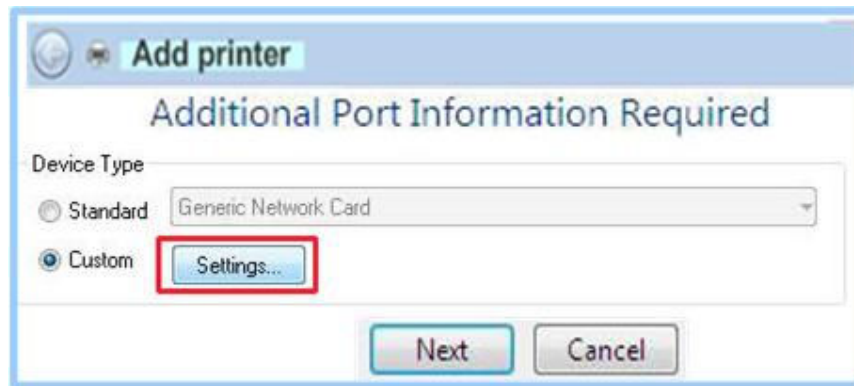 Add printer
Additional Port Information Required
Device Type
Standard Generic Network Card
Custom Settings...
Next Cancel